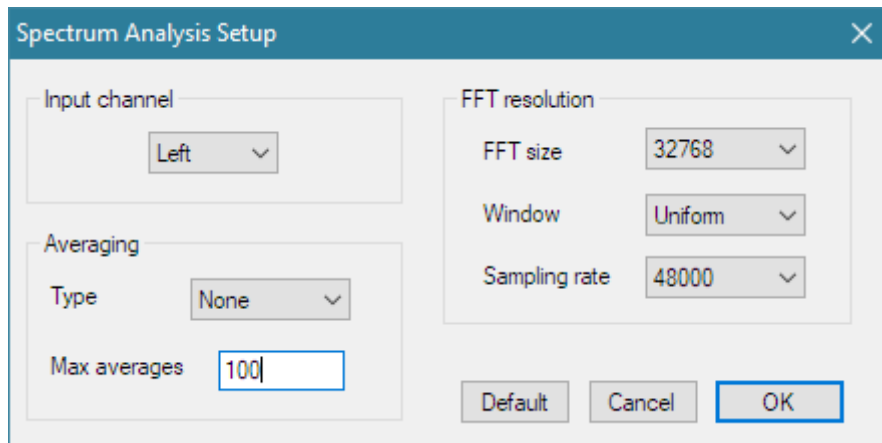 Spectrum Analysis Setup
Input channel
Left
Averaging
Type None
Max averages 100
FFT resolution
FFT size 32768
Window Uniform
Sampling rate 48000
Default Cancel OK